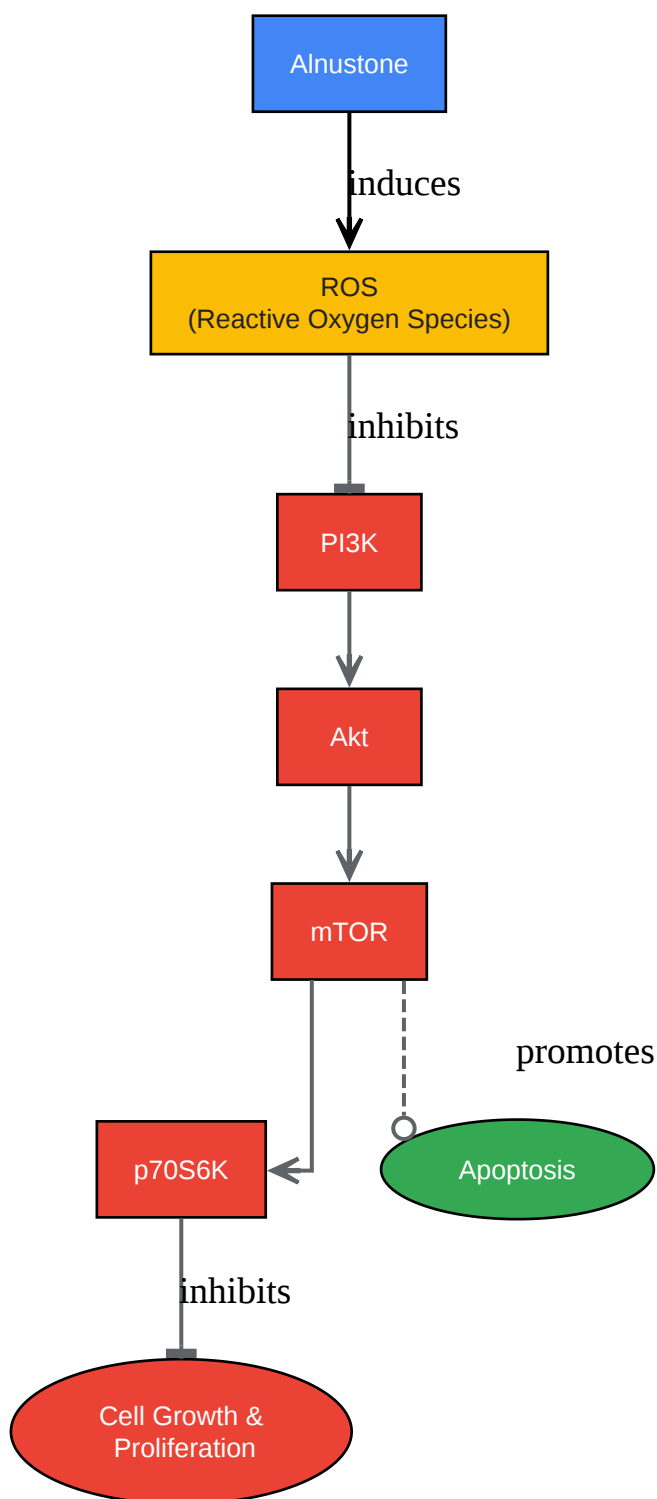 Alnustone
induces
ROS
(Reactive Oxygen Species)
inhibits
PI3K
Akt
mTOR
promotes
p70S6K
Apoptosis
inhibits
Cell Growth &
Proliferation